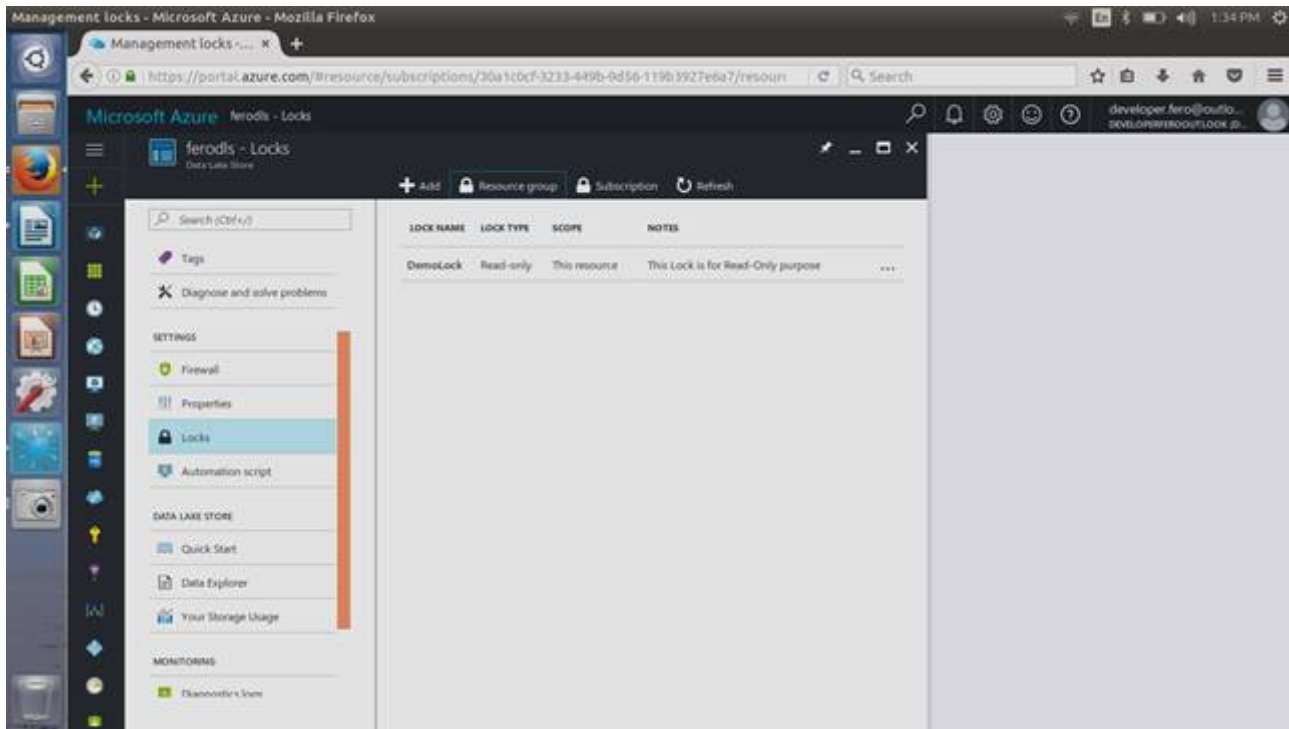 Management locks - Microsoft Azure - Mozilla Firefox
En
1:34 PM
Management locks -... ×
https://portal.azure.com/#resource/subscriptions/30a1c0cf-3233-449b-9d56-119b3927e6a7/resourc
Search
Microsoft Azure ferodls - Locks
developer.fero@outlo...
ferodls - Locks
Data Lake Store
Add
Resource group
Subscription
Refresh
Search (Ctrl+/)
LOCK NAME LOCK TYPE SCOPE NOTES
Tags
DemoLock Read-only This resource This Lock is for Read-Only purpose ...
Diagnose and solve problems
SETTINGS
Firewall
Properties
Locks
Automation script
DATA LAKE STORE
Quick Start
Data Explorer
Your Storage Usage
MONITORING
Diagnostics logs